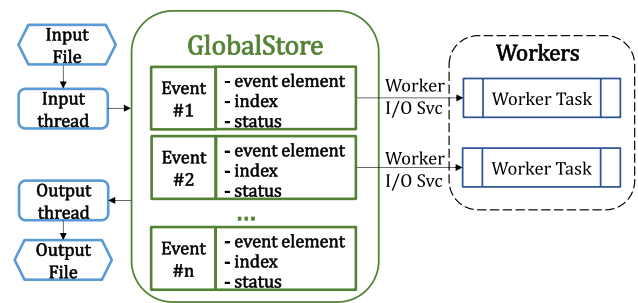 Input
File
Input
thread
Output
thread
Output
File
GlobalStore
Event
#1
- event element
- index
- status
Event
#2
- event element
- index
- status
...
Event
#n
- event element
- index
- status
Worker
I/O Svc
Worker
I/O Svc
Workers
Worker Task
Worker Task